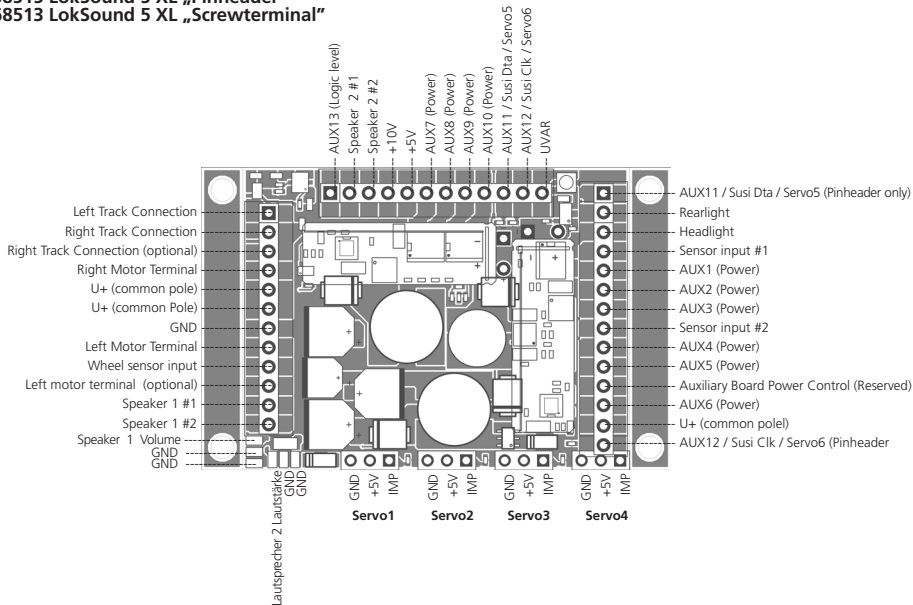 58513 LokSound 5 XL „Screwterminal”
AUX13 (Logic level)
Speaker 2 #1
Speaker 2 #2
+10V
+5V
AUX7 (Power)
AUX8 (Power)
AUX9 (Power)
AUX10 (Power)
AUX11 / Susi Dta / Servo5
AUX12 / Susi Clk / Servo6
UVAR
Left Track Connection
Right Track Connection
Right Track Connection (optional)
Right Motor Terminal
U+ (common pole)
U+ (common Pole)
GND
Left Motor Terminal
Wheel sensor input
Left motor terminal (optional)
Speaker 1 #1
Speaker 1 #2
Speaker 1 Volume
GND
GND
AUX11 / Susi Dta / Servo5 (Pinheader only)
Rearlight
Headlight
Sensor input #1
AUX1 (Power)
AUX2 (Power)
AUX3 (Power)
Sensor input #2
AUX4 (Power)
AUX5 (Power)
Auxiliary Board Power Control (Reserved)
AUX6 (Power)
U+ (common polel)
AUX12 / Susi Clk / Servo6 (Pinheader
Lautsprecher 2 Lautstärke
GND
GND
GND
+5V
IMP
Servo1
GND
+5V
IMP
Servo2
GND
+5V
IMP
Servo3
GND
+5V
IMP
Servo4